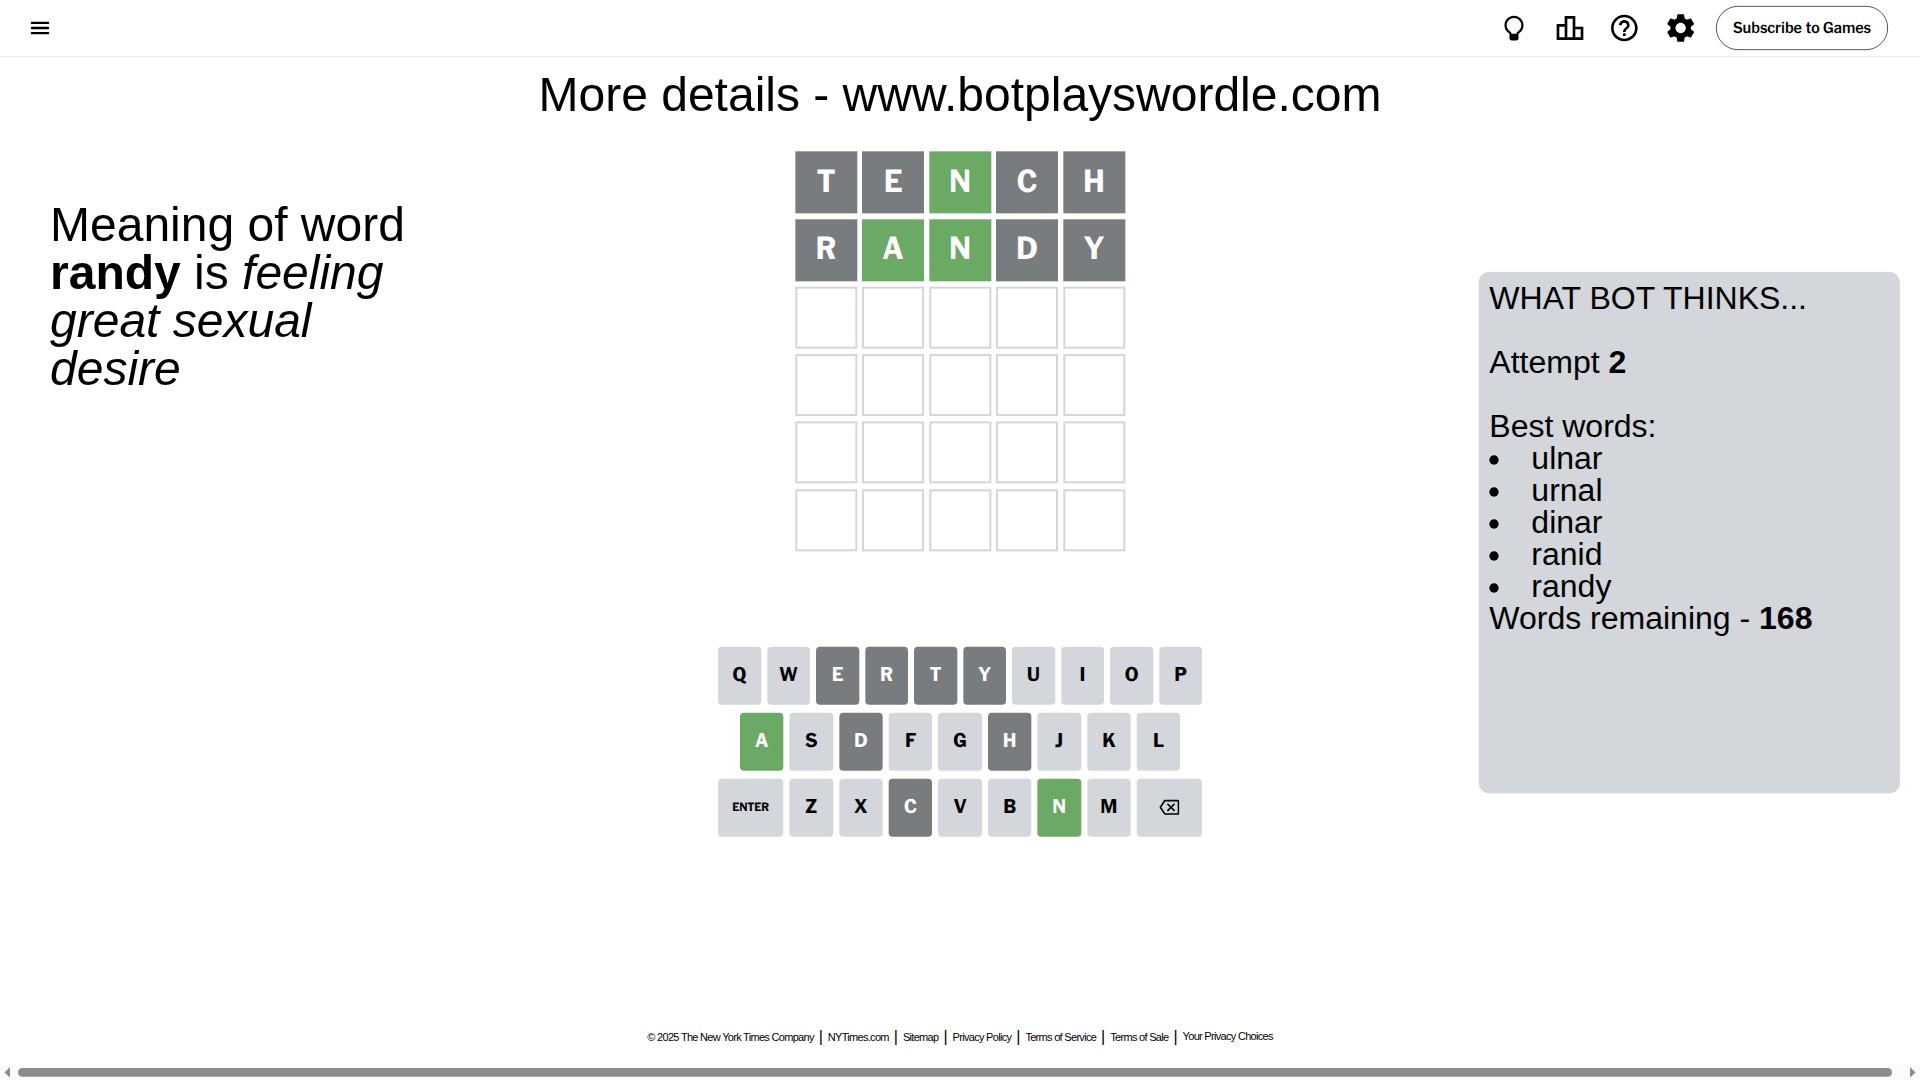 Subscribe to Games
More details - www.botplayswordle.com
Meaning of word
randy is feeling
great sexual
desire
T E N C H
R A N D Y
WHAT BOT THINKS...
Attempt 2
Best words:
• ulnar
• urnal
• dinar
• ranid
• randy
Words remaining - 168
Q W E R T Y U I O P
A S D F G H J K L
ENTER Z X C V B N M
© 2025 The New York Times Company | NYTimes.com | Sitemap | Privacy Policy | Terms of Service | Terms of Sale | Your Privacy Choices